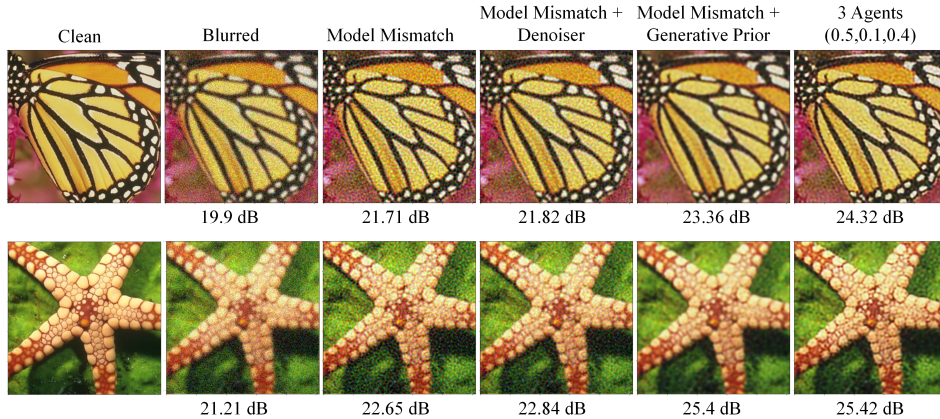 Clean
Blurred
Model Mismatch
Model Mismatch +
Denoiser
Model Mismatch +
Generative Prior
3 Agents
(0.5,0.1,0.4)
19.9 dB
21.71 dB
21.82 dB
23.36 dB
24.32 dB
21.21 dB
22.65 dB
22.84 dB
25.4 dB
25.42 dB